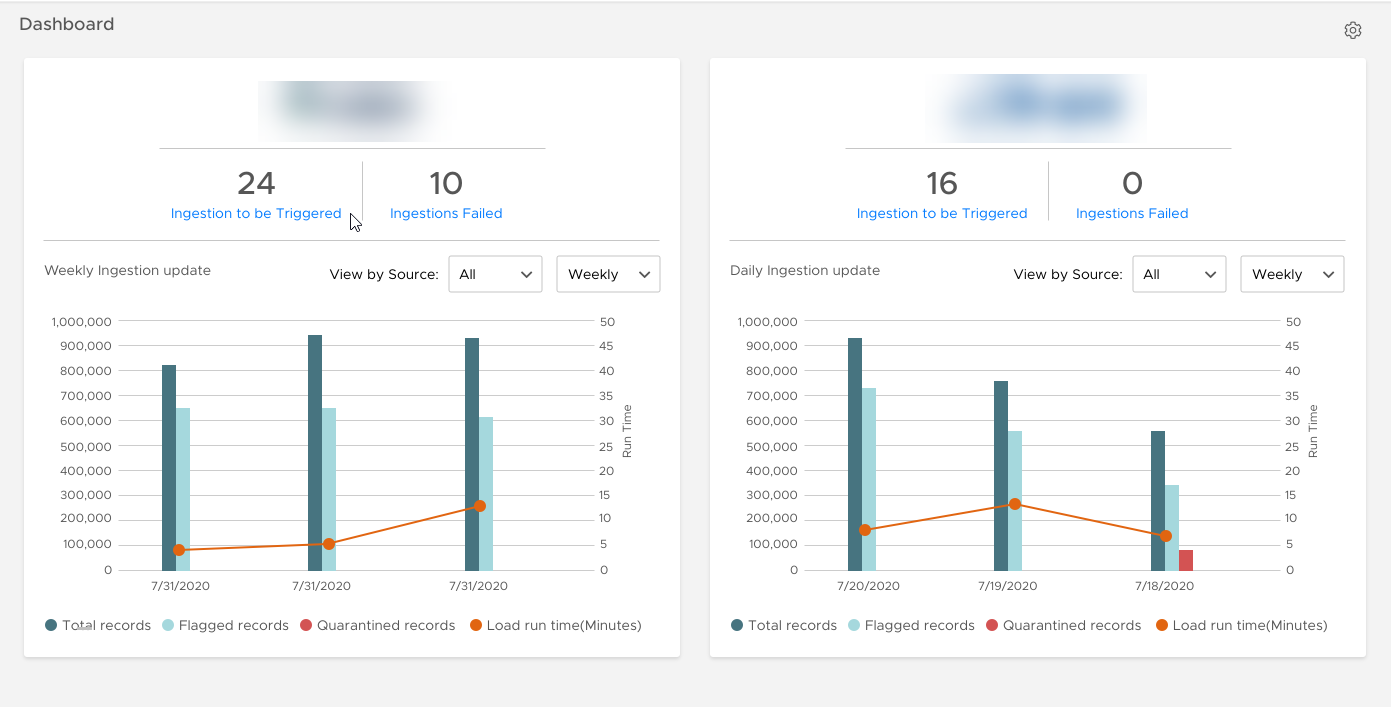 Dashboard
24
Ingestion to be Triggered
10
Ingestions Failed
Weekly Ingestion update
View by Source:
All
Weekly
1,000,000
900,000
800,000
700,000
600,000
500,000
400,000
300,000
200,000
100,000
0
50
45
40
35
30
25
20
15
10
5
0
Run Time
7/31/2020 7/31/2020 7/31/2020
Total records Flagged records Quarantined records Load run time(Minutes)
16
Ingestion to be Triggered
0
Ingestions Failed
Daily Ingestion update
View by Source:
All
Weekly
1,000,000
900,000
800,000
700,000
600,000
500,000
400,000
300,000
200,000
100,000
0
50
45
40
35
30
25
20
15
10
5
0
Run Time
7/20/2020 7/19/2020 7/18/2020
Total records Flagged records Quarantined records Load run time(Minutes)